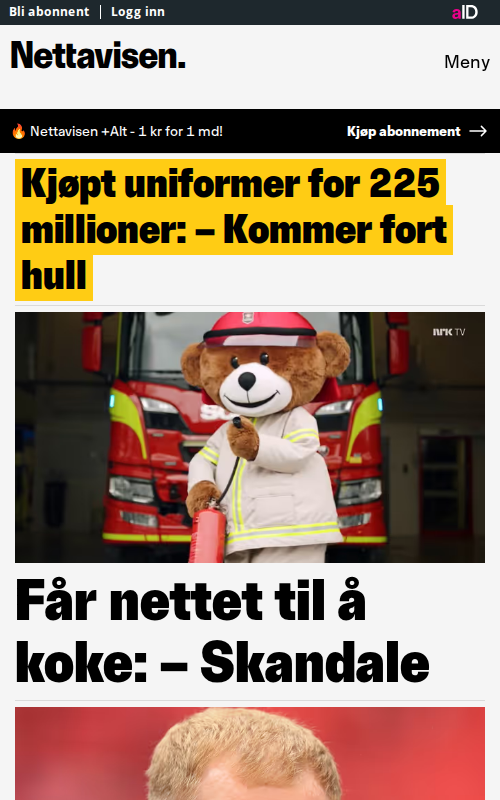 Bli abonnent | Logg inn
aID
Nettavisen.
Meny
🔥 Nettavisen +Alt - 1 kr for 1 md!
Kjøp abonnement →
Kjøpt uniformer for 225
millioner: – Kommer fort
hull
NRK TV
Får nettet til å
koke: – Skandale